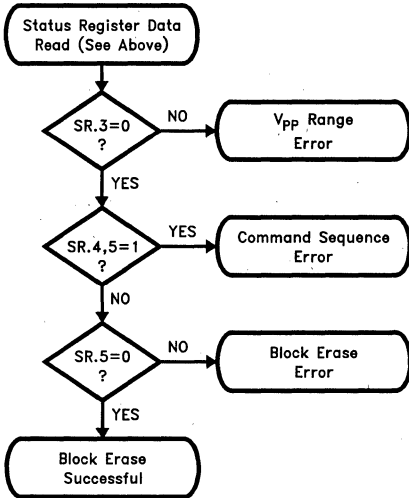 Status Register Data
Read (See Above)
SR.3=0
?
NO
VPP Range
Error
YES
SR.4,5=1
?
YES
Command Sequence
Error
NO
SR.5=0
?
NO
Block Erase
Error
YES
Block Erase
Successful